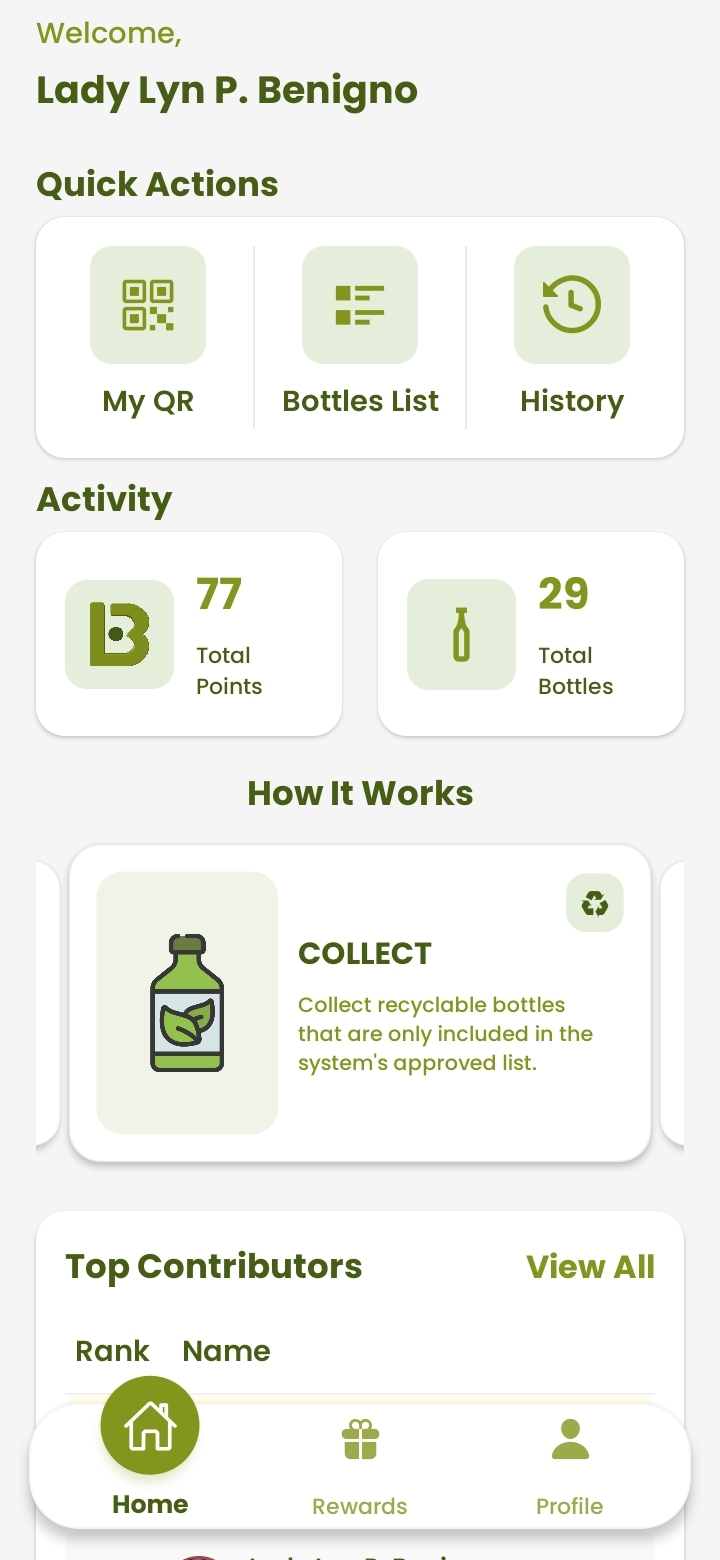 Welcome,
Lady Lyn P. Benigno
Quick Actions
My QR
Bottles List
History
Activity
77
Total
Points
29
Total
Bottles
How It Works
COLLECT
Collect recyclable bottles
that are only included in the
system's approved list.
Top Contributors
View All
Rank Name
Home
Rewards
Profile